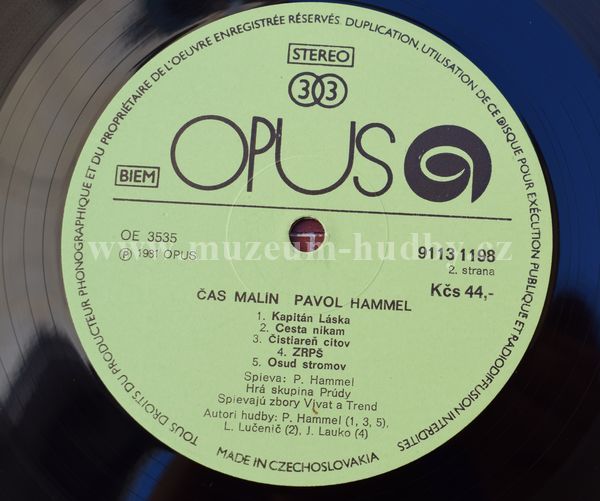 TOUS DROITS DU PRODUCTEUR PHONOGRAPHIQUE ET DU PROPRIÉTAIRE DE L'OEUVRE ENREGISTRÉE RÉSERVÉS. DUPLICATION, UTILISATION DE CE DISQUE POUR EXÉCUTION PUBLIQUE ET RADIODIFFUSION INTERDITES
STEREO
33
OPUS
BIEM
OE 3535
Ⓟ 1981 OPUS
9113 1198
2. strana
Kčs 44,-
www.muzeum-hudby.cz
ČAS MALÍN PAVOL HAMMEL
1. Kapitán Láska
2. Cesta nikam
3. Čistiareň citov
4. ZRPŠ
5. Osud stromov
Spieva: P. Hammel
Hrá skupina Prúdy
Spievajú zbory Vivat a Trend
Autori hudby: P. Hammel (1, 3, 5),
L. Lučenič (2), J. Lauko (4)
MADE IN CZECHOSLOVAKIA